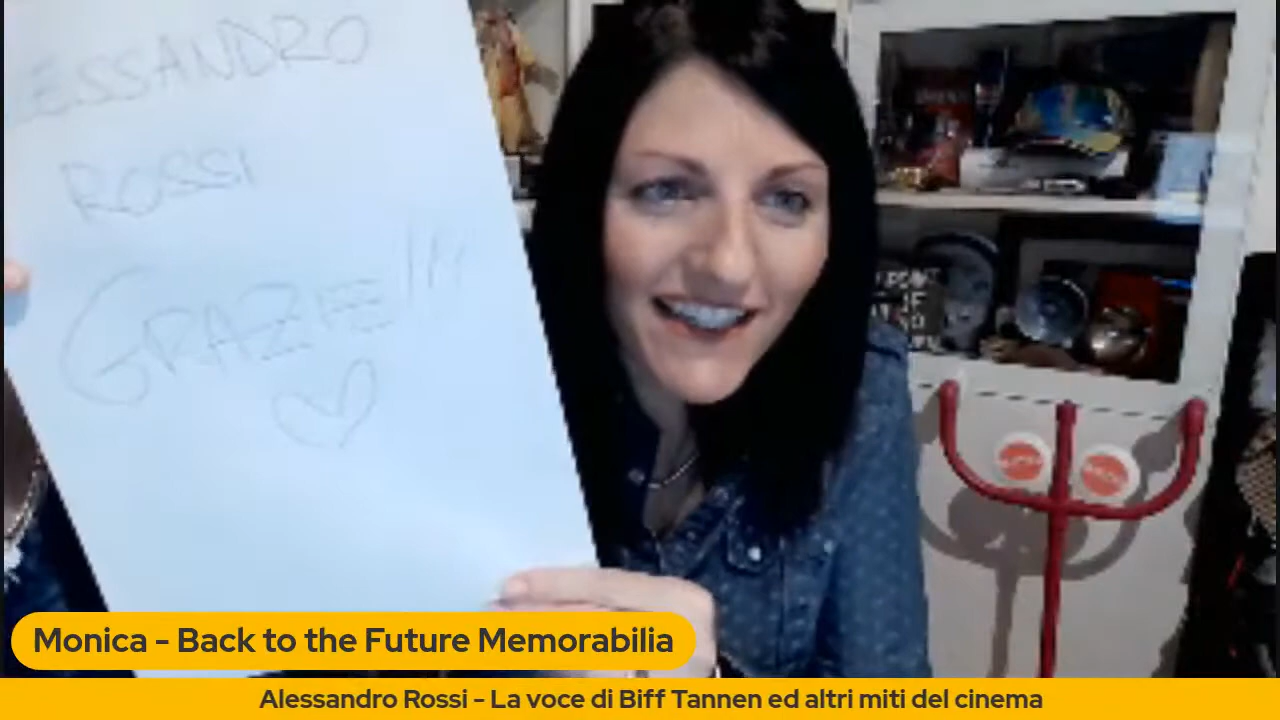 ESSANDRO
ROSSI
GRAZIE!!!
Monica - Back to the Future Memorabilia
Alessandro Rossi - La voce di Biff Tannen ed altri miti del cinema